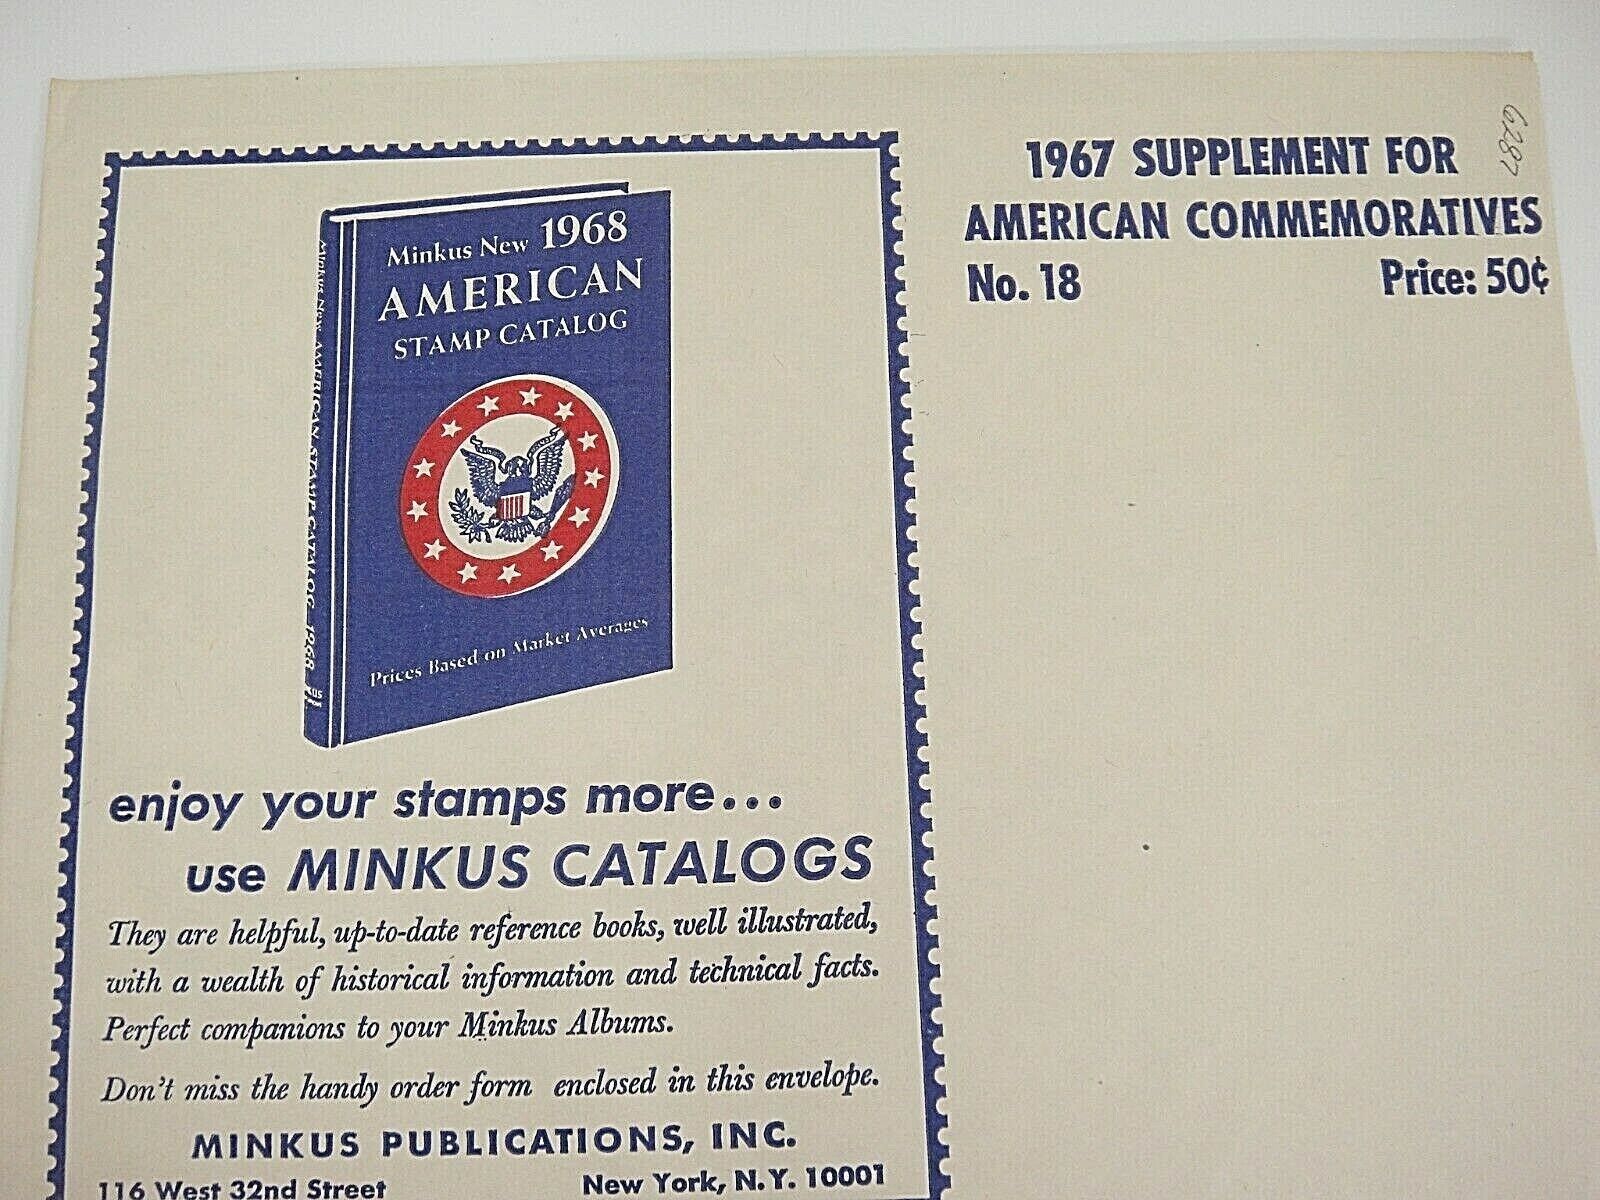 1967 SUPPLEMENT FOR
AMERICAN COMMEMORATIVES
No. 18 Price: 50¢
6287
Minkus New 1968
AMERICAN
STAMP CATALOG
Prices Based on Market Averages
Minkus New AMERICAN STAMP CATALOG 1968
enjoy your stamps more...
use MINKUS CATALOGS
They are helpful, up-to-date reference books, well illustrated,
with a wealth of historical information and technical facts.
Perfect companions to your Minkus Albums.
Don't miss the handy order form enclosed in this envelope.
MINKUS PUBLICATIONS, INC.
116 West 32nd Street New York, N.Y. 10001